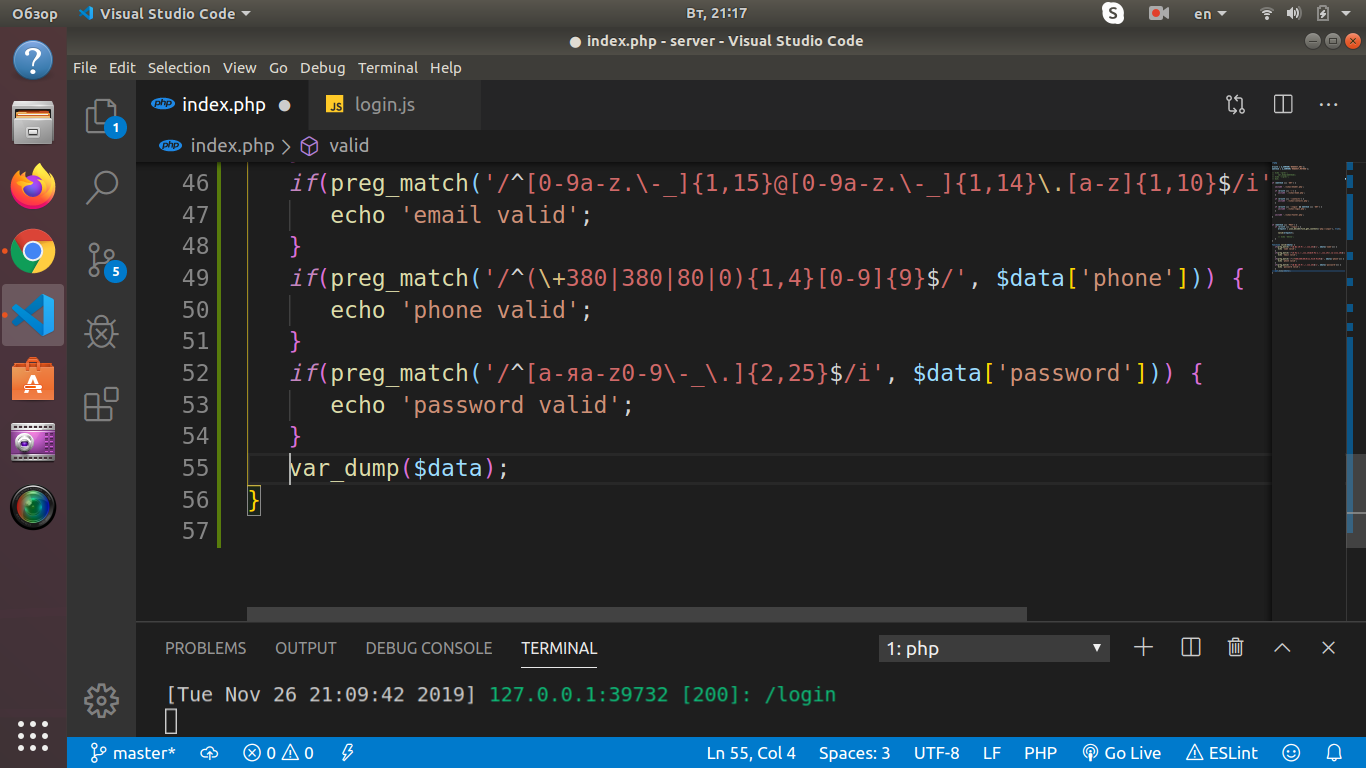 Обзор Visual Studio Code Вт, 21:17 en
● index.php - server - Visual Studio Code
File Edit Selection View Go Debug Terminal Help
php index.php ● JS login.js
php index.php > valid
46 if(preg_match('/^[0-9a-z.\-_]{1,15}@[0-9a-z.\-_]{1,14}\.[a-z]{1,10}$/i'
47 echo 'email valid';
48 }
49 if(preg_match('/^(\+380|380|80|0){1,4}[0-9]{9}$/', $data['phone'])) {
50 echo 'phone valid';
51 }
52 if(preg_match('/^[а-яa-z0-9\-_\.]{2,25}$/i', $data['password'])) {
53 echo 'password valid';
54 }
55 var_dump($data);
56 }
57
1
5
PROBLEMS OUTPUT DEBUG CONSOLE TERMINAL 1: php
[Tue Nov 26 21:09:42 2019] 127.0.0.1:39732 [200]: /login
master* 0 0 Ln 55, Col 4 Spaces: 3 UTF-8 LF PHP Go Live ESLint